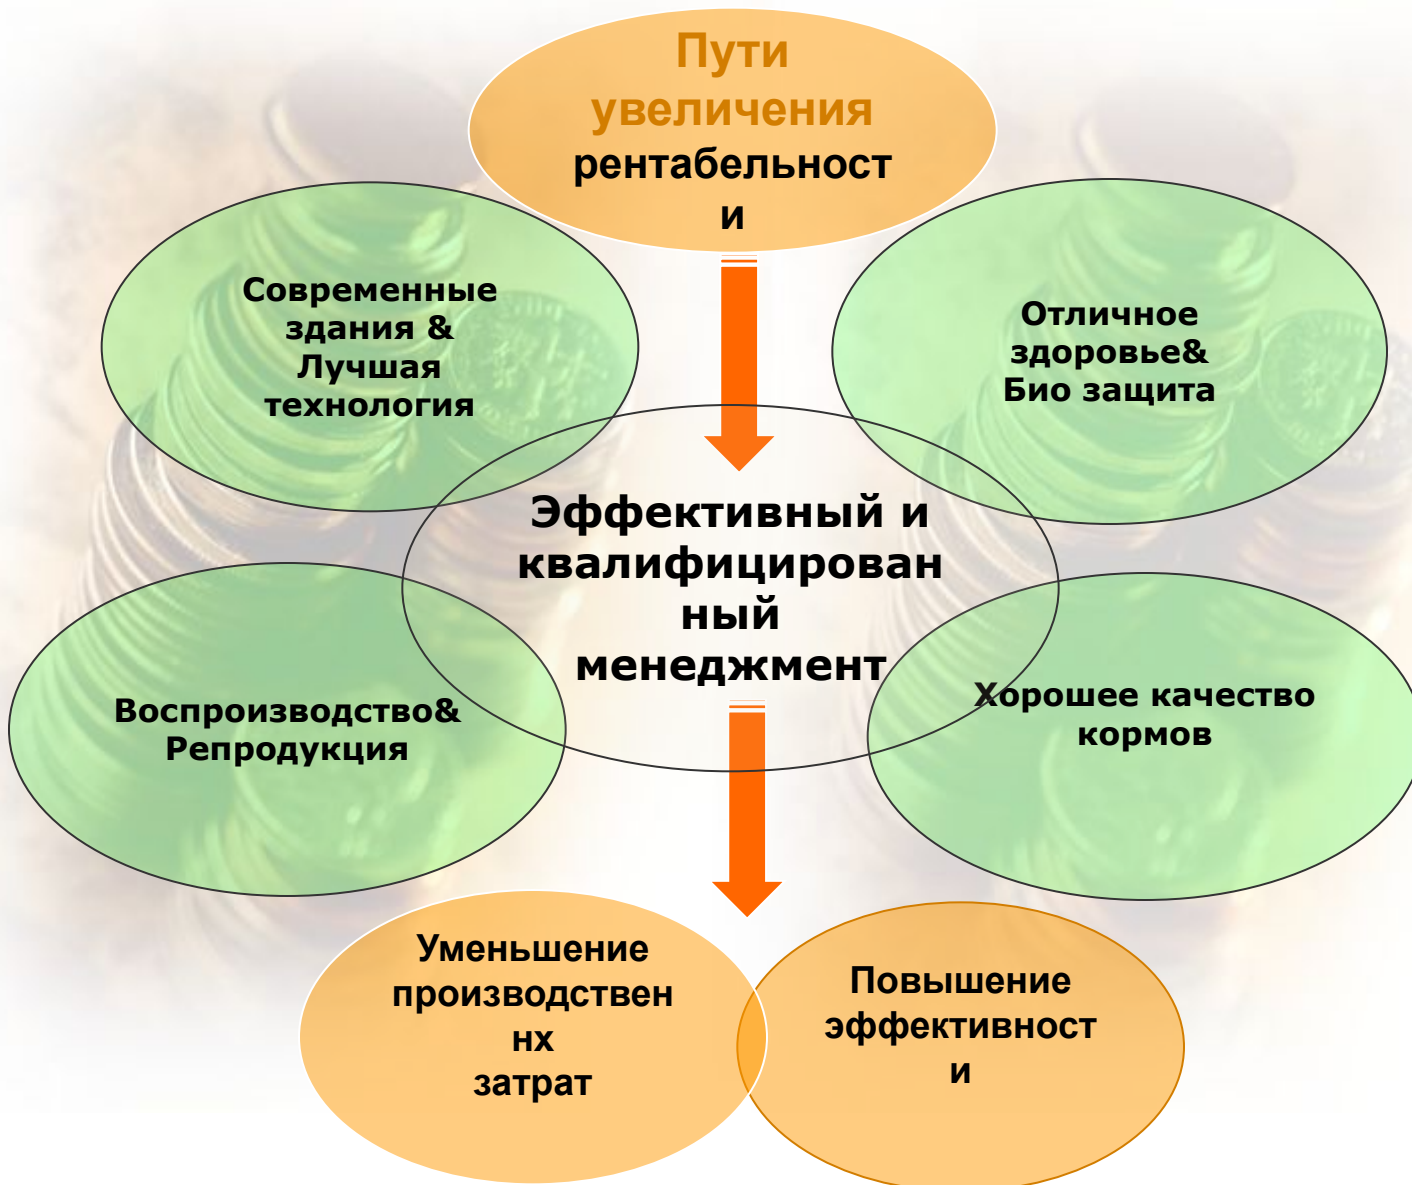 Пути
увеличения
рентабельност
и
Современные
здания &
Лучшая
технология
Отличное
здоровье&
Био защита
Эффективный и
квалифицирован
ный
менеджмент
Воспроизводство&
Репродукция
Хорошее качество
кормов
Уменьшение
производствен
нх
затрат
Повышение
эффективност
и